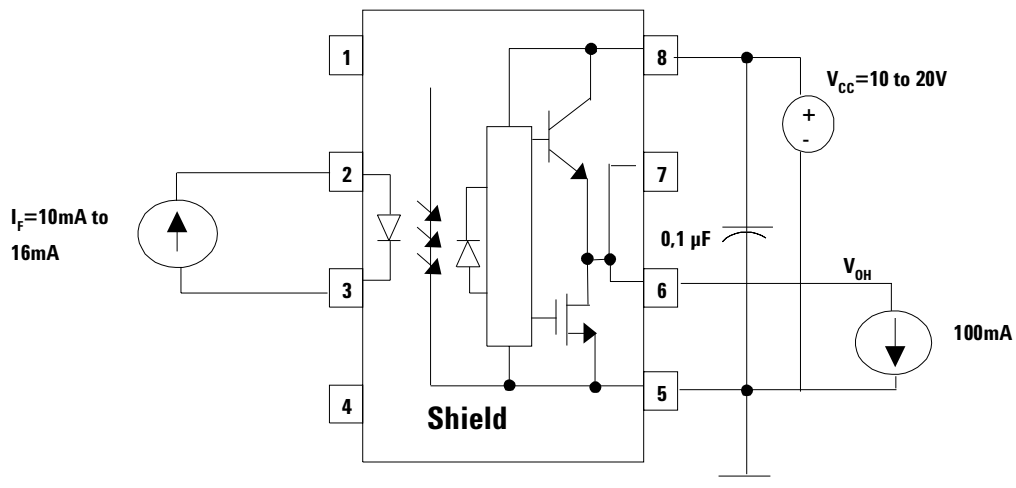 1
8
V_CC=10 to 20V
+
-
2
7
I_F=10mA to
16mA
0,1 µF
V_OH
3
6
100mA
4
5
Shield